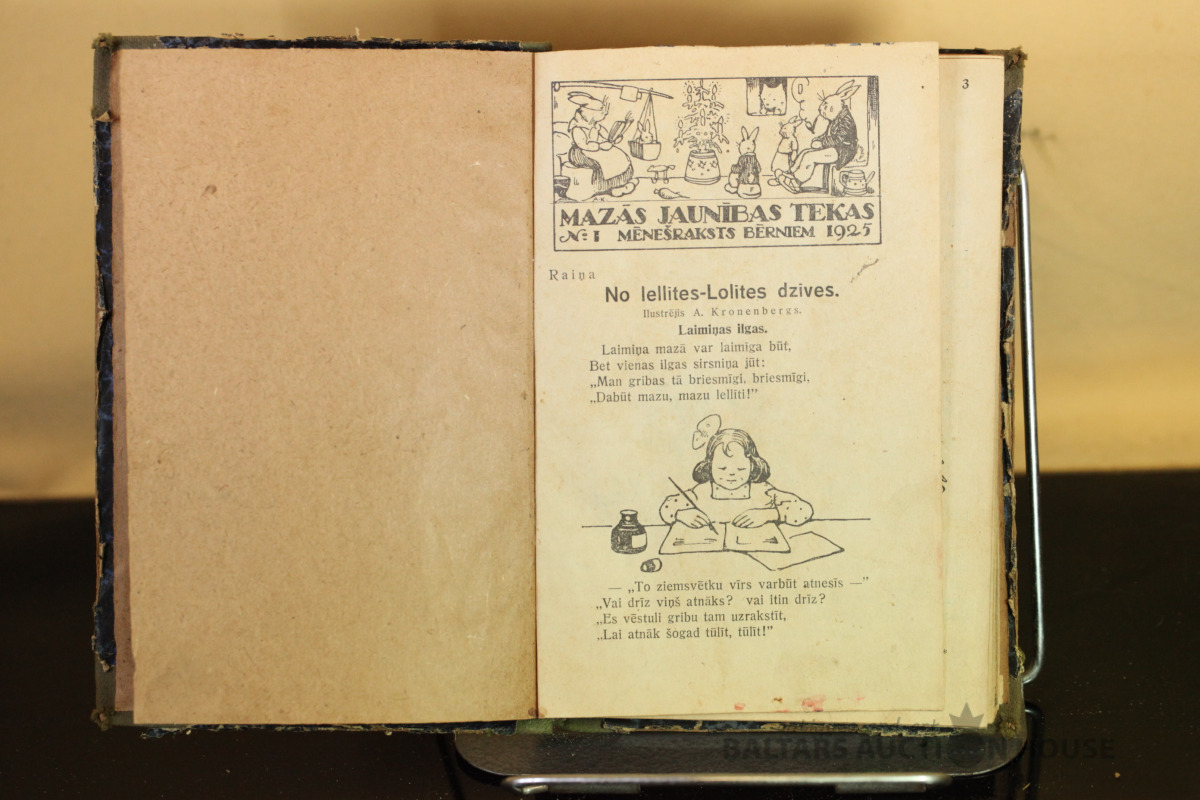 MAZĀS JAUNĪBAS TEKAS
№ 1 MĒNEŠRAKSTS BĒRNIEM 1925
Raiņa
No lellites-Lolites dzives.
Ilustrējis A. Kronenbergs.
Laimiņas ilgas.
Laimiņa mazā var laimīga būt,
Bet vienas ilgas sirsniņa jūt:
„Man gribas tā briesmīgi, briesmīgi,
„Dabūt mazu, mazu lellīti!”
— „To ziemsvētku vīrs varbūt atnesīs —”
„Vai drīz viņš atnāks? vai itin drīz?
„Es vēstuli gribu tam uzrakstīt,
„Lai atnāk šogad tūlīt, tūlīt!”
3
BALTARS AUCTION HOUSE